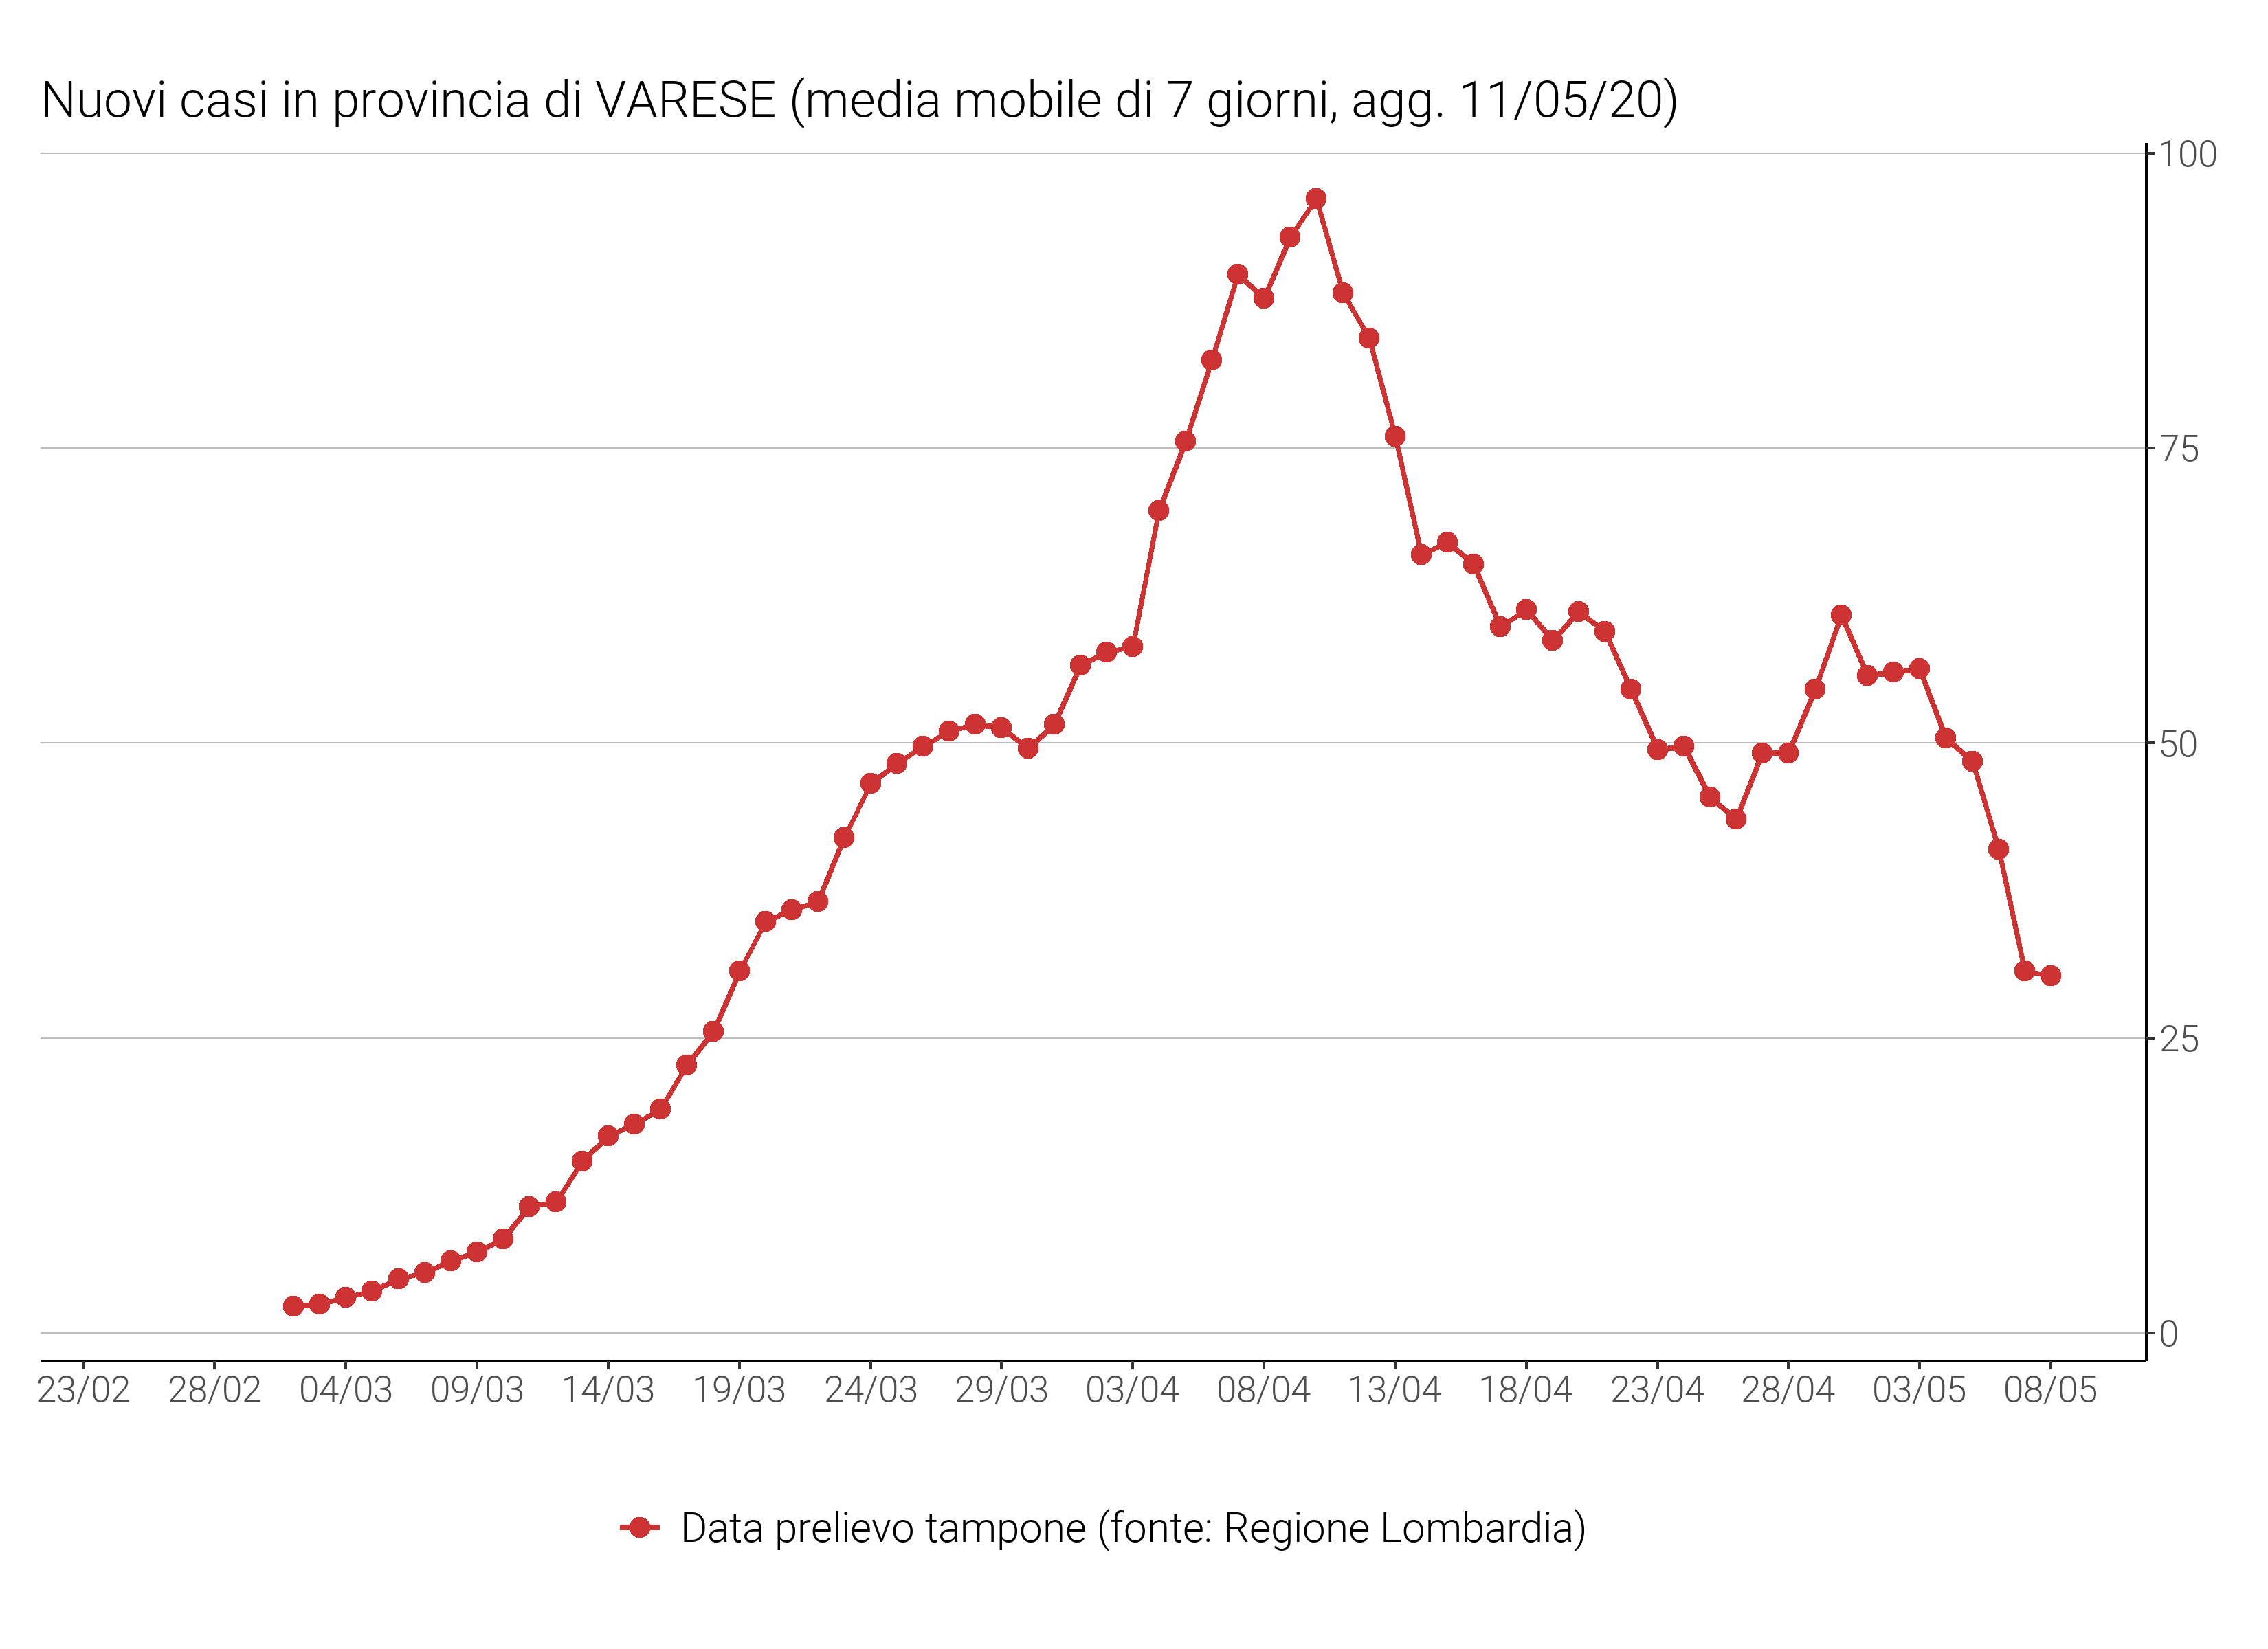 Nuovi casi in provincia di VARESE (media mobile di 7 giorni, agg. 11/05/20)
100
75
50
25
0
23/02 28/02 04/03 09/03 14/03 19/03 24/03 29/03 03/04 08/04 13/04 18/04 23/04 28/04 03/05 08/05
Data prelievo tampone (fonte: Regione Lombardia)